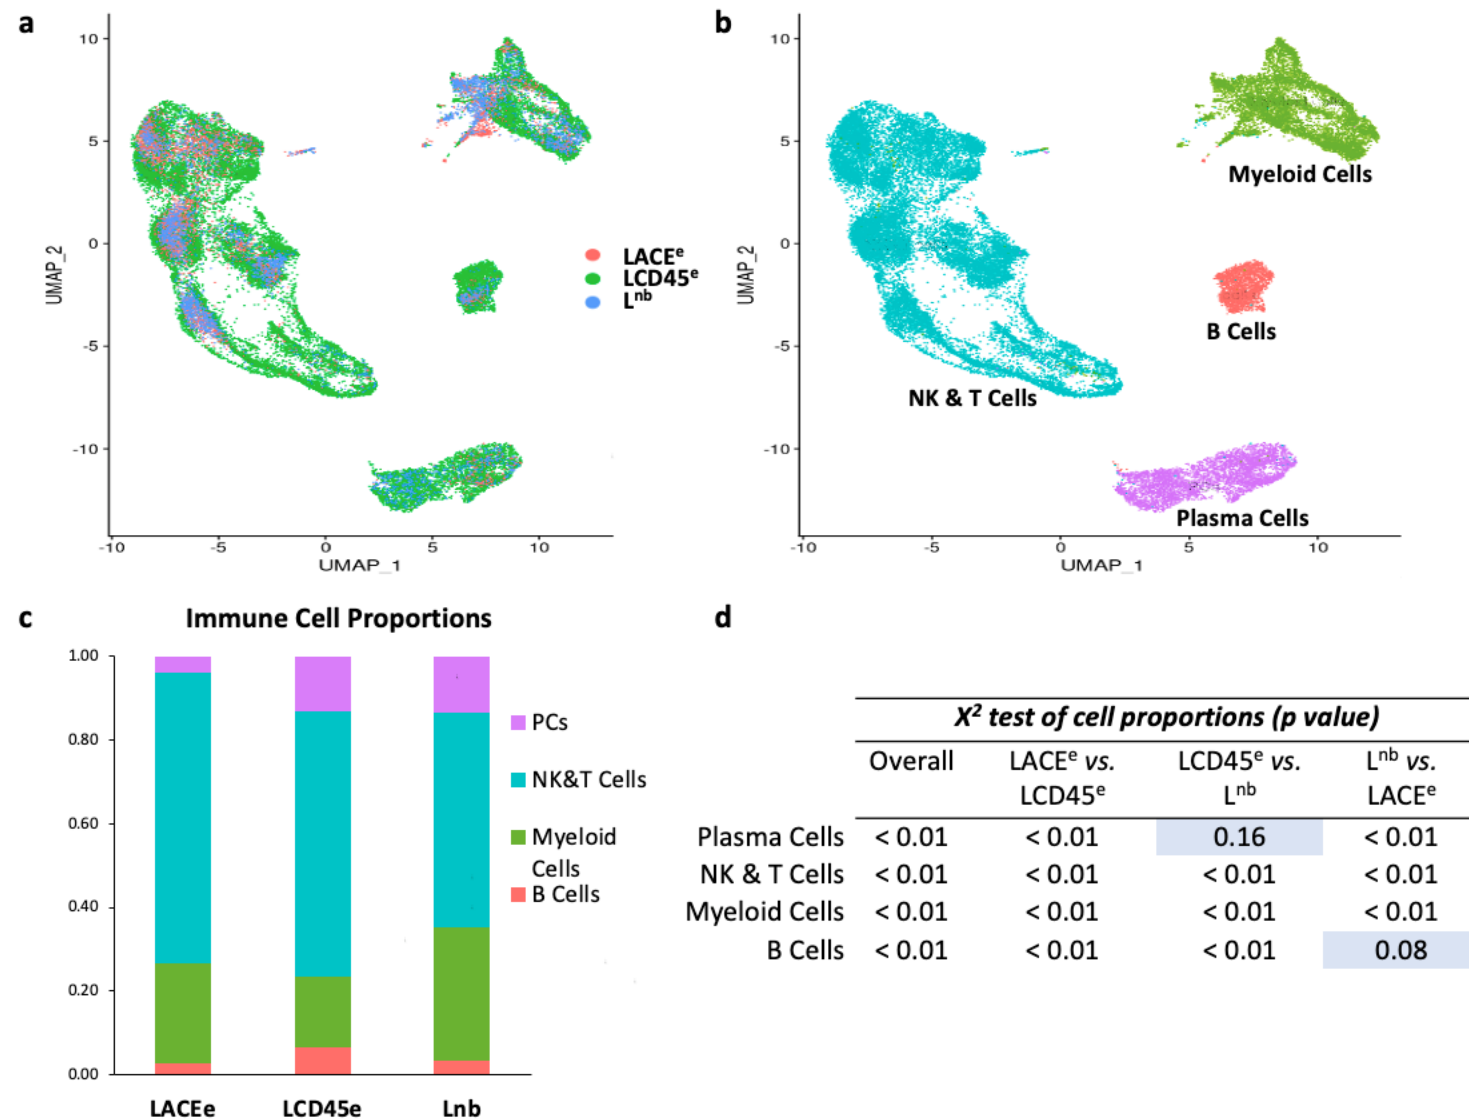 a
10
5
0
-5
-10
UMAP_2
-10 -5 0 5 10
UMAP_1
LACEᵉ
LCD45ᵉ
Lⁿᵇ
b
10
5
0
-5
-10
UMAP_2
-10 -5 0 5 10
UMAP_1
Myeloid Cells
B Cells
NK & T Cells
Plasma Cells
c
Immune Cell Proportions
1.00
0.80
0.60
0.40
0.20
0.00
LACEe LCD45e Lnb
PCs
NK&T Cells
Myeloid
Cells
B Cells
d
X² test of cell proportions (p value)
Overall LACEᵉ vs. LCD45ᵉ vs. Lⁿᵇ vs.
LCD45ᵉ Lⁿᵇ LACEᵉ
Plasma Cells < 0.01 < 0.01 0.16 < 0.01
NK & T Cells < 0.01 < 0.01 < 0.01 < 0.01
Myeloid Cells < 0.01 < 0.01 < 0.01 < 0.01
B Cells < 0.01 < 0.01 < 0.01 0.08